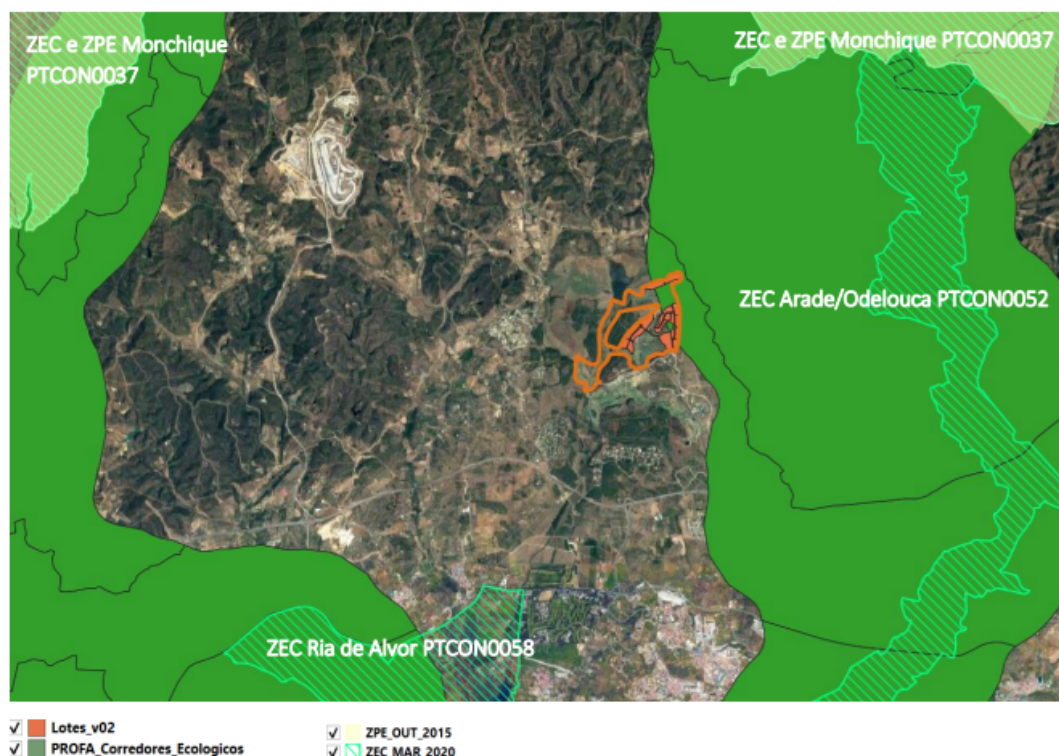 ZEC e ZPE Monchique
PTCON0037
ZEC e ZPE Monchique PTCON0037
ZEC Arade/Odelouca PTCON0052
ZEC Ria de Alvor PTCON0058
Lotes_v02
PROFA_Corredores_Ecologicos
ZPE_OUT_2015
ZEC_MAR_2020